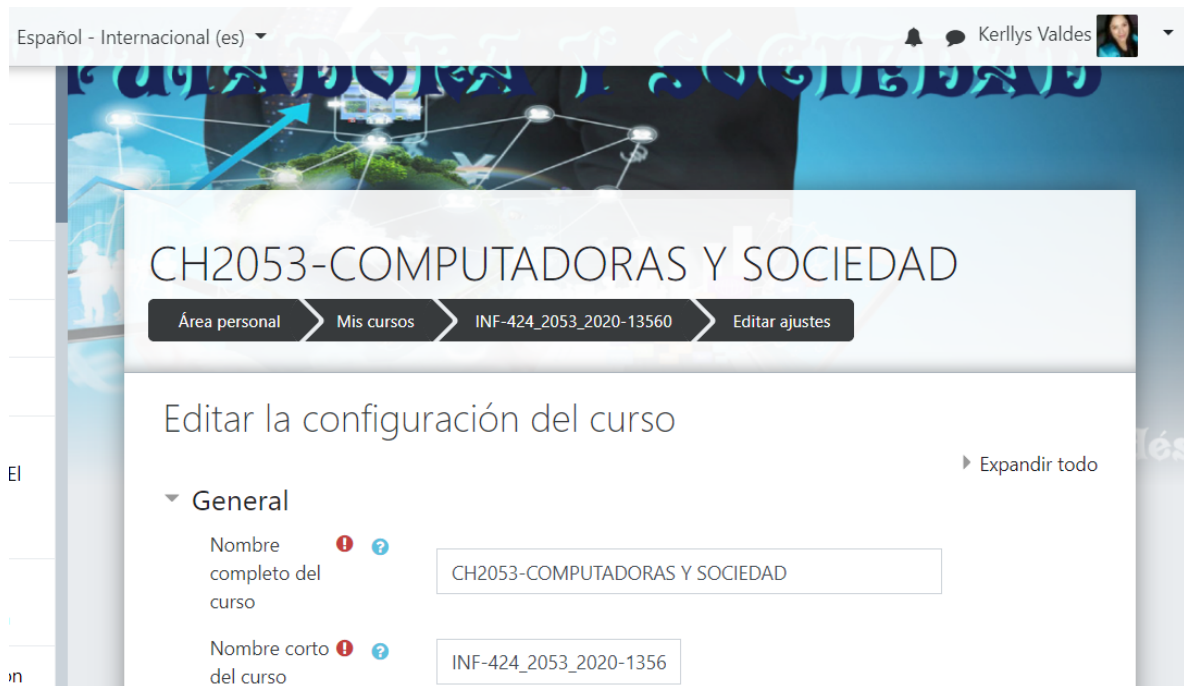 Español - Internacional (es)
Kerllys Valdes
Y SOCIEDAD
CH2053-COMPUTADORAS Y SOCIEDAD
Área personal
Mis cursos
INF-424_2053_2020-13560
Editar ajustes
Editar la configuración del curso
Expandir todo
El
General
Nombre
completo del
curso
CH2053-COMPUTADORAS Y SOCIEDAD
Nombre corto
del curso
INF-424_2053_2020-1356